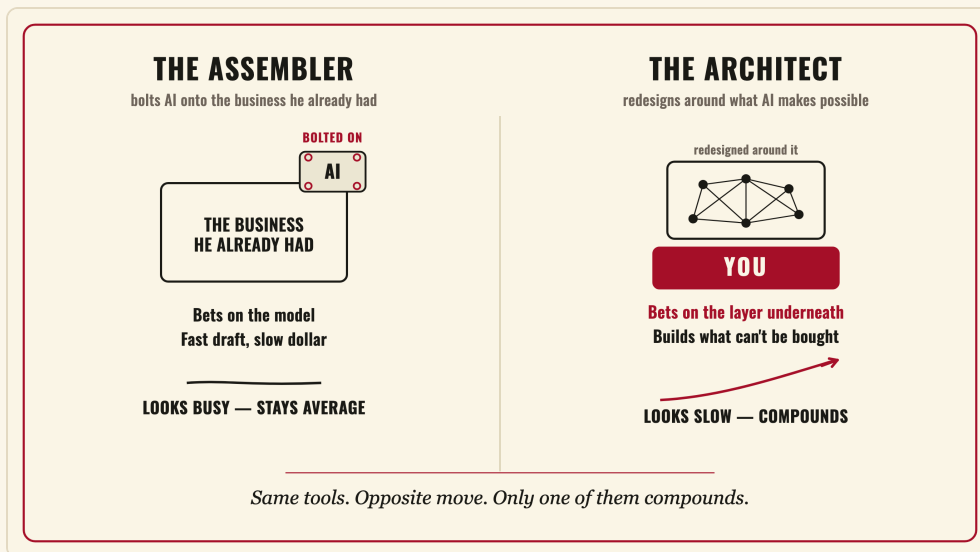 THE ASSEMBLER
bolts AI onto the business he already had
BOLTED ON
AI
THE BUSINESS
HE ALREADY HAD
Bets on the model
Fast draft, slow dollar
LOOKS BUSY — STAYS AVERAGE
THE ARCHITECT
redesigns around what AI makes possible
redesigned around it
YOU
Bets on the layer underneath
Builds what can't be bought
LOOKS SLOW — COMPOUNDS
Same tools. Opposite move. Only one of them compounds.